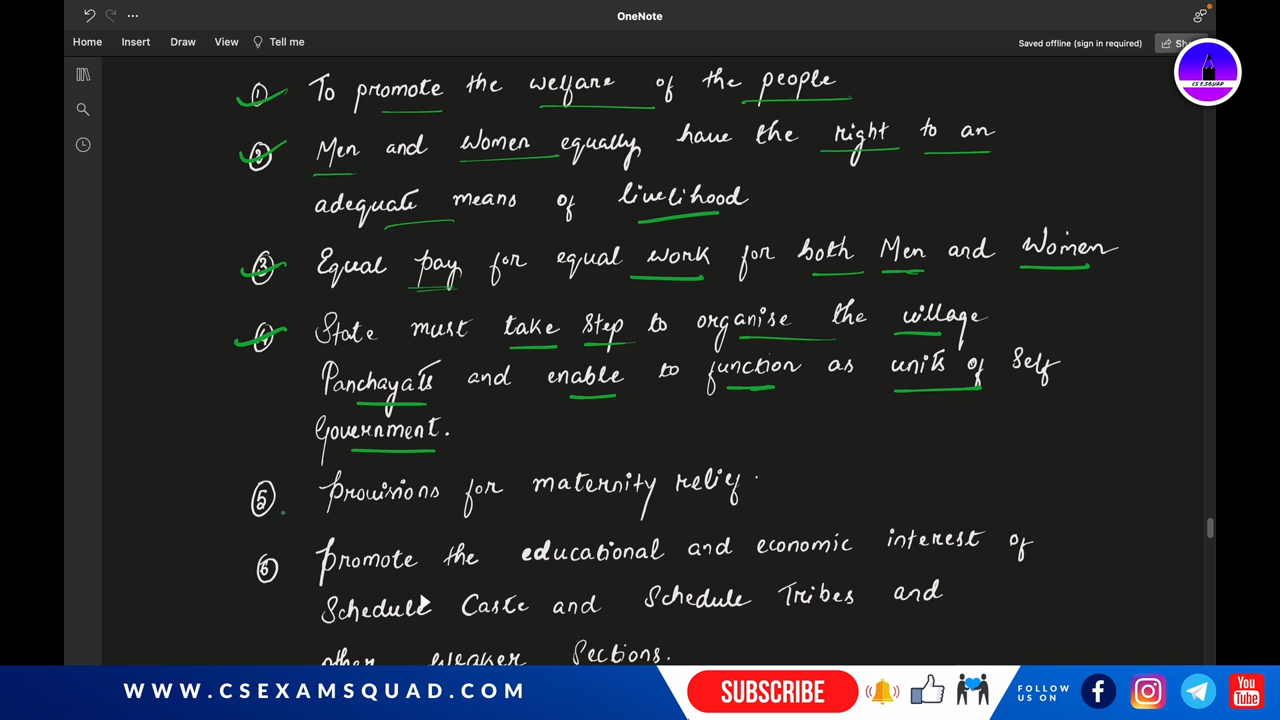 OneNote
Home Insert Draw View Tell me
Saved offline (sign in required)
CS E.SQUAD
① To promote the welfare of the people
② Men and Women equally have the right to an
adequate means of livelihood
③ Equal pay for equal work for both Men and Women
④ State must take step to organise the village
Panchayats and enable to function as units of Self
Government.
⑤ Provisions for maternity relief.
⑥ Promote the educational and economic interest of
Schedule Caste and Schedule Tribes and
other weaker Sections.
WWW.CSEXAMSQUAD.COM
SUBSCRIBE
FOLLOW
US ON
You
Tube